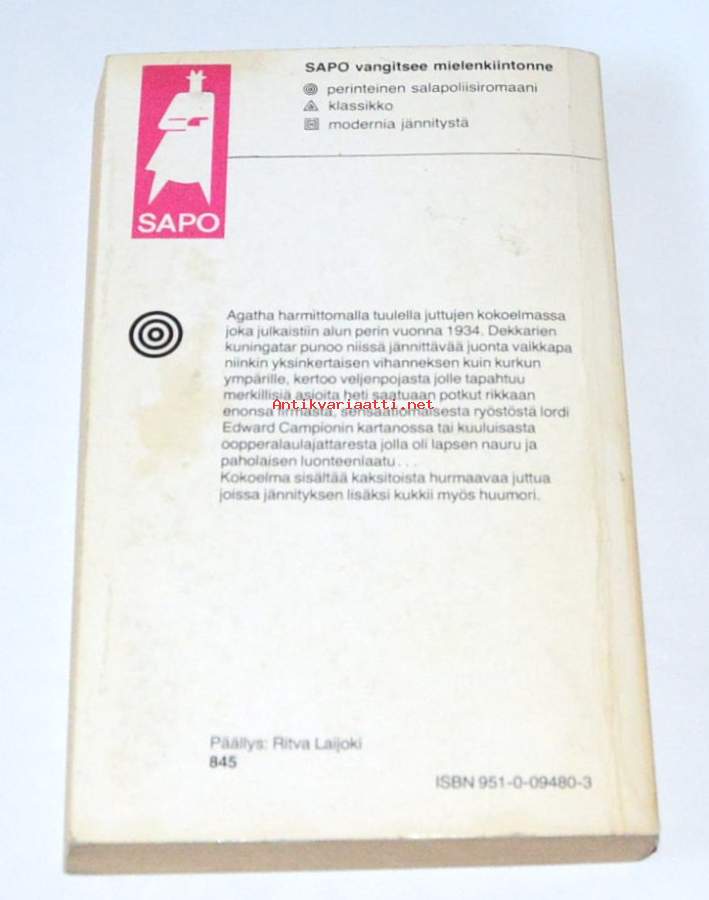 SAPO vangitsee mielenkiintonne
perinteinen salapoliisiromaani
klassikko
modernia jännitystä
SAPO
Agatha harmittomalla tuulella juttujen kokoelmassa
joka julkaistiin alun perin vuonna 1934. Dekkarien
kuningatar punoo niissä jännittävää juonta vaikkapa
niinkin yksinkertaisen vihanneksen kuin kurkun
ympärille, kertoo veljenpojasta jolle tapahtuu
merkillisiä asioita heti saatuaan potkut rikkaan
Antikvariaatti.net
enonsa firmasta, sensaatiomaisesta ryöstöstä lordi
Edward Campionin kartanossa tai kuuluisasta
oopperalaulajattaresta jolla oli lapsen nauru ja
paholaisen luonteenlaatu...
Kokoelma sisältää kaksitoista hurmaavaa juttua
joissa jännityksen lisäksi kukkii myös huumori.
Päällys: Ritva Laijoki
845
ISBN 951-0-09480-3